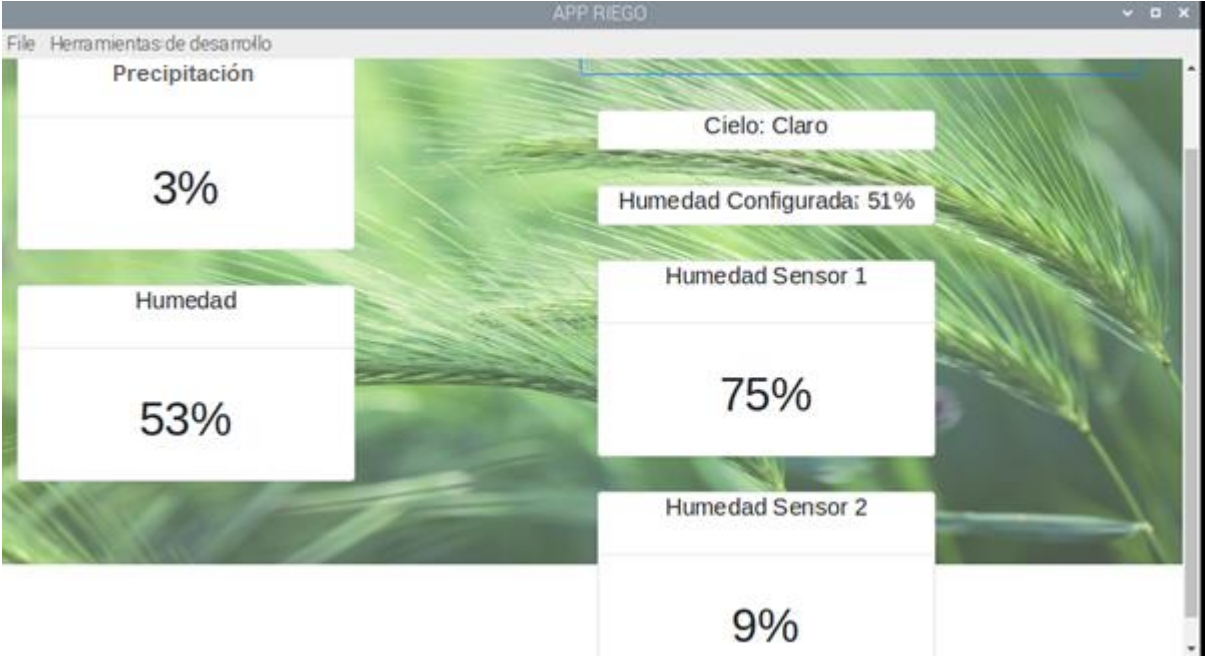 APP RIEGO
File Herramientas de desarrollo
Precipitación
3%
Humedad
53%
Cielo: Claro
Humedad Configurada: 51%
Humedad Sensor 1
75%
Humedad Sensor 2
9%